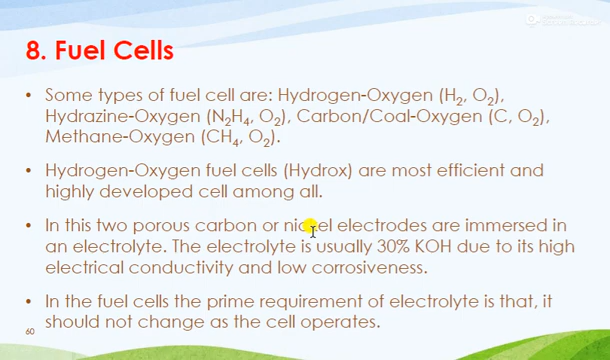 8. Fuel Cells
• Some types of fuel cell are: Hydrogen-Oxygen (H₂, O₂),
Hydrazine-Oxygen (N₂H₄, O₂), Carbon/Coal-Oxygen (C, O₂),
Methane-Oxygen (CH₄, O₂).
• Hydrogen-Oxygen fuel cells (Hydrox) are most efficient and
highly developed cell among all.
• In this two porous carbon or nickel electrodes are immersed in
an electrolyte. The electrolyte is usually 30% KOH due to its high
electrical conductivity and low corrosiveness.
• In the fuel cells the prime requirement of electrolyte is that, it
should not change as the cell operates.
60